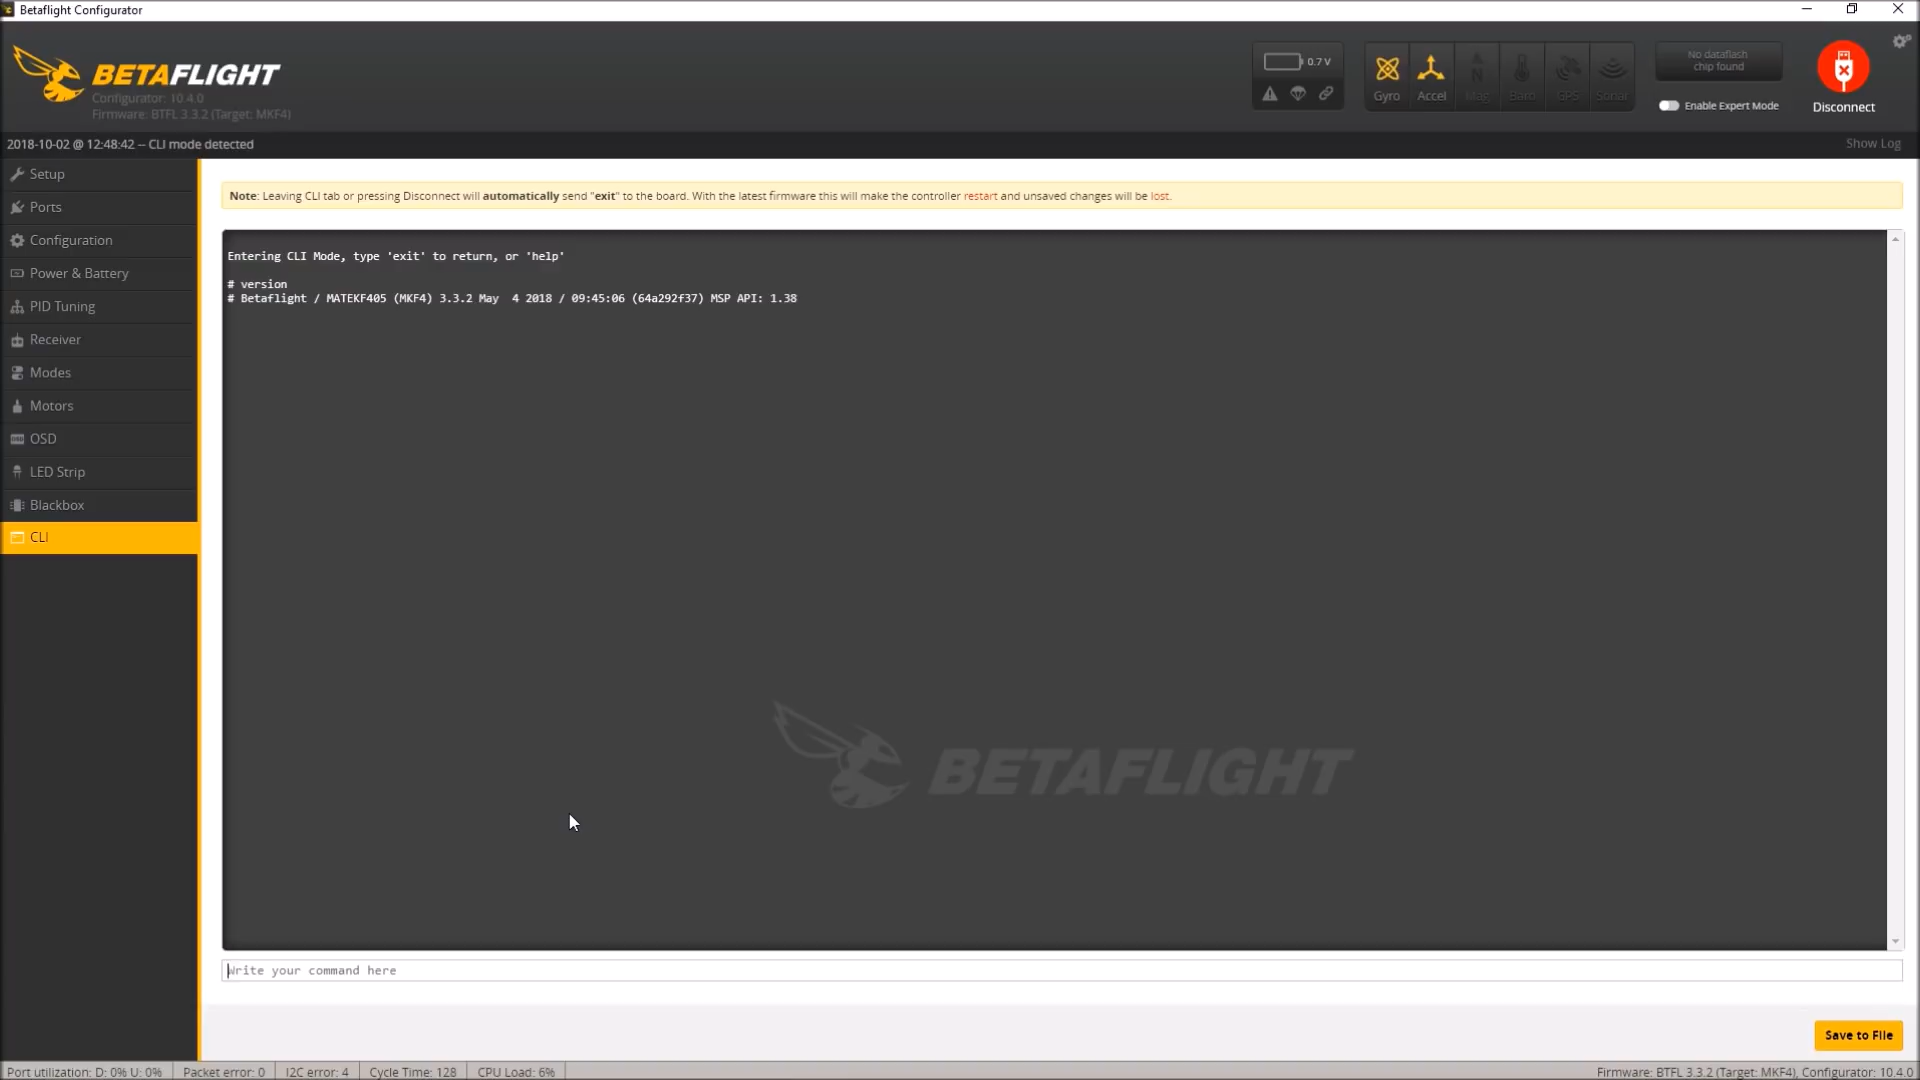 Betaflight Configurator
BETAFLIGHT
Configurator: 10.4.0
Firmware: BTFL 3.3.2 (Target: MKF4)
0.7 V
Gyro
Accel
Mag
Baro
GPS
Sonar
No dataflash
chip found
Enable Expert Mode
Disconnect
2018-10-02 @ 12:48:42 -- CLI mode detected
Show Log
Setup
Ports
Configuration
Power & Battery
PID Tuning
Receiver
Modes
Motors
OSD
LED Strip
Blackbox
CLI
Note: Leaving CLI tab or pressing Disconnect will automatically send "exit" to the board. With the latest firmware this will make the controller restart and unsaved changes will be lost.
Entering CLI Mode, type 'exit' to return, or 'help'
# version
# Betaflight / MATEKF405 (MKF4) 3.3.2 May  4 2018 / 09:45:06 (64a292f37) MSP API: 1.38
BETAFLIGHT
Write your command here
Save to File
Port utilization: D: 0% U: 0%
Packet error: 0
I2C error: 4
Cycle Time: 128
CPU Load: 6%
Firmware: BTFL 3.3.2 (Target: MKF4), Configurator: 10.4.0